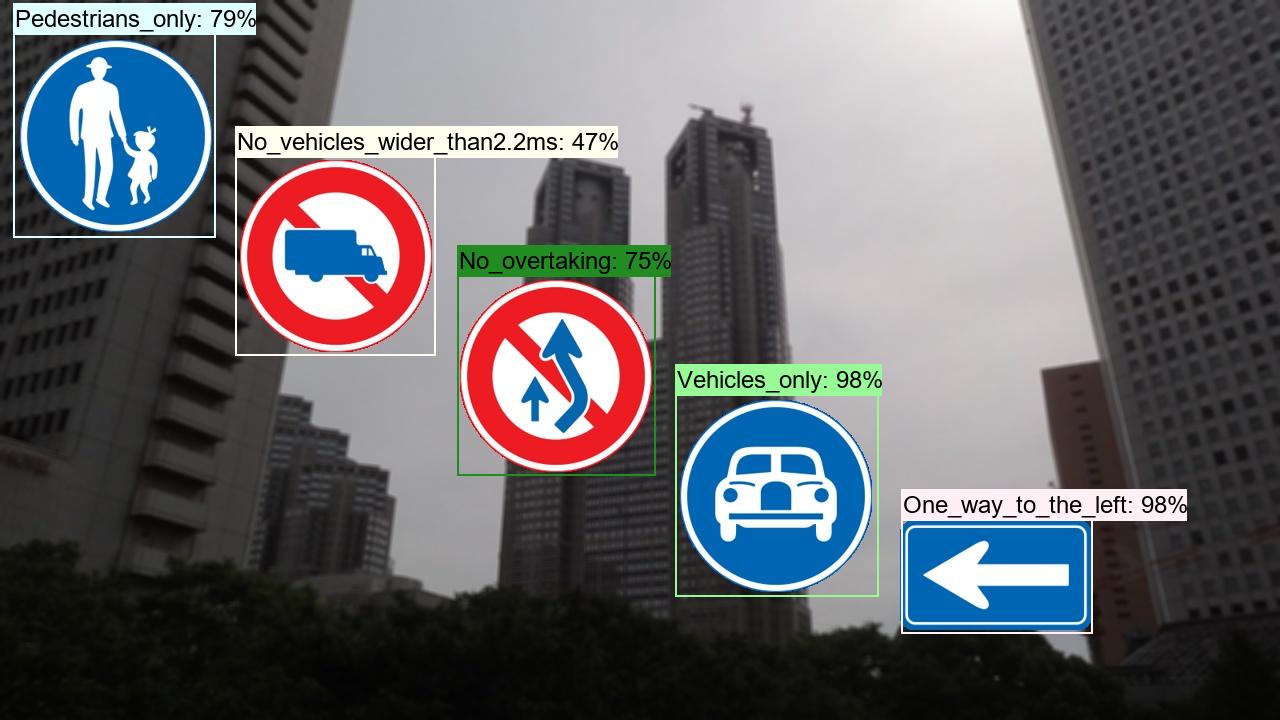 Pedestrians_only: 79%
No_vehicles_wider_than2.2ms: 47%
No_overtaking: 75%
Vehicles_only: 98%
One_way_to_the_left: 98%